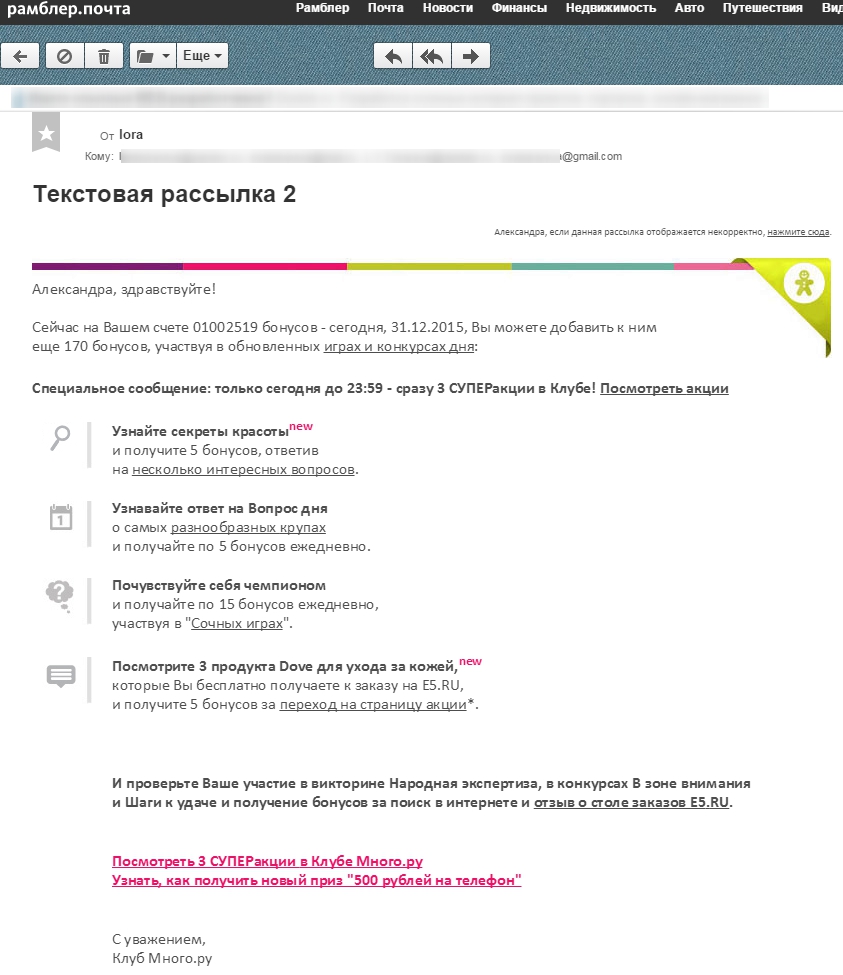 рамблер.почта Рамблер Почта Новости Финансы Недвижимость Авто Путешествия
Еще
От lora
Кому: @gmail.com
Текстовая рассылка 2
Александра, если данная рассылка отображается некорректно, нажмите сюда.
Александра, здравствуйте!
Сейчас на Вашем счете 01002519 бонусов - сегодня, 31.12.2015, Вы можете добавить к ним
еще 170 бонусов, участвуя в обновленных играх и конкурсах дня:
Специальное сообщение: только сегодня до 23:59 - сразу 3 СУПЕРакции в Клубе! Посмотреть акции
Узнайте секреты красоты new
и получите 5 бонусов, ответив
на несколько интересных вопросов.
1
Узнавайте ответ на Вопрос дня
о самых разнообразных крупах
и получайте по 5 бонусов ежедневно.
?
Почувствуйте себя чемпионом
и получайте по 15 бонусов ежедневно,
участвуя в "Сочных играх".
Посмотрите 3 продукта Dove для ухода за кожей, new
которые Вы бесплатно получаете к заказу на E5.RU,
и получите 5 бонусов за переход на страницу акции*.
И проверьте Ваше участие в викторине Народная экспертиза, в конкурсах В зоне внимания
и Шаги к удаче и получение бонусов за поиск в интернете и отзыв о столе заказов E5.RU.
Посмотреть 3 СУПЕРакции в Клубе Много.ру
Узнать, как получить новый приз "500 рублей на телефон"
С уважением,
Клуб Много.ру